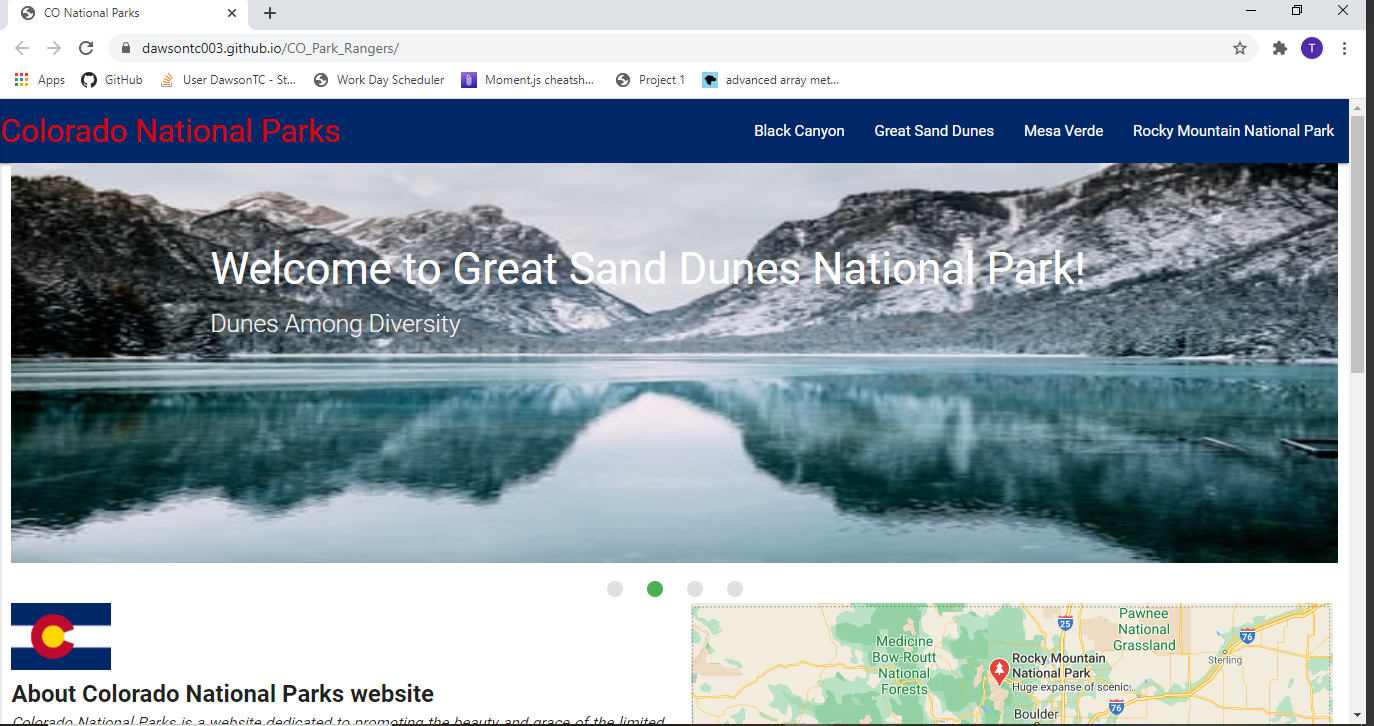 CO National Parks
dawsontc003.github.io/CO_Park_Rangers/
T
Apps
GitHub
User DawsonTC - St...
Work Day Scheduler
Moment.js cheatsh...
Project 1
advanced array met...
Colorado National Parks
Black Canyon
Great Sand Dunes
Mesa Verde
Rocky Mountain National Park
Welcome to Great Sand Dunes National Park!
Dunes Among Diversity
About Colorado National Parks website
Colorado National Parks is a website dedicated to promoting the beauty and grace of the limited
Pawnee
National
Grassland
25
76
Sterling
Medicine
Bow-Routt
National
Forests
Rocky Mountain
National Park
Huge expanse of scenic...
76
Boulder